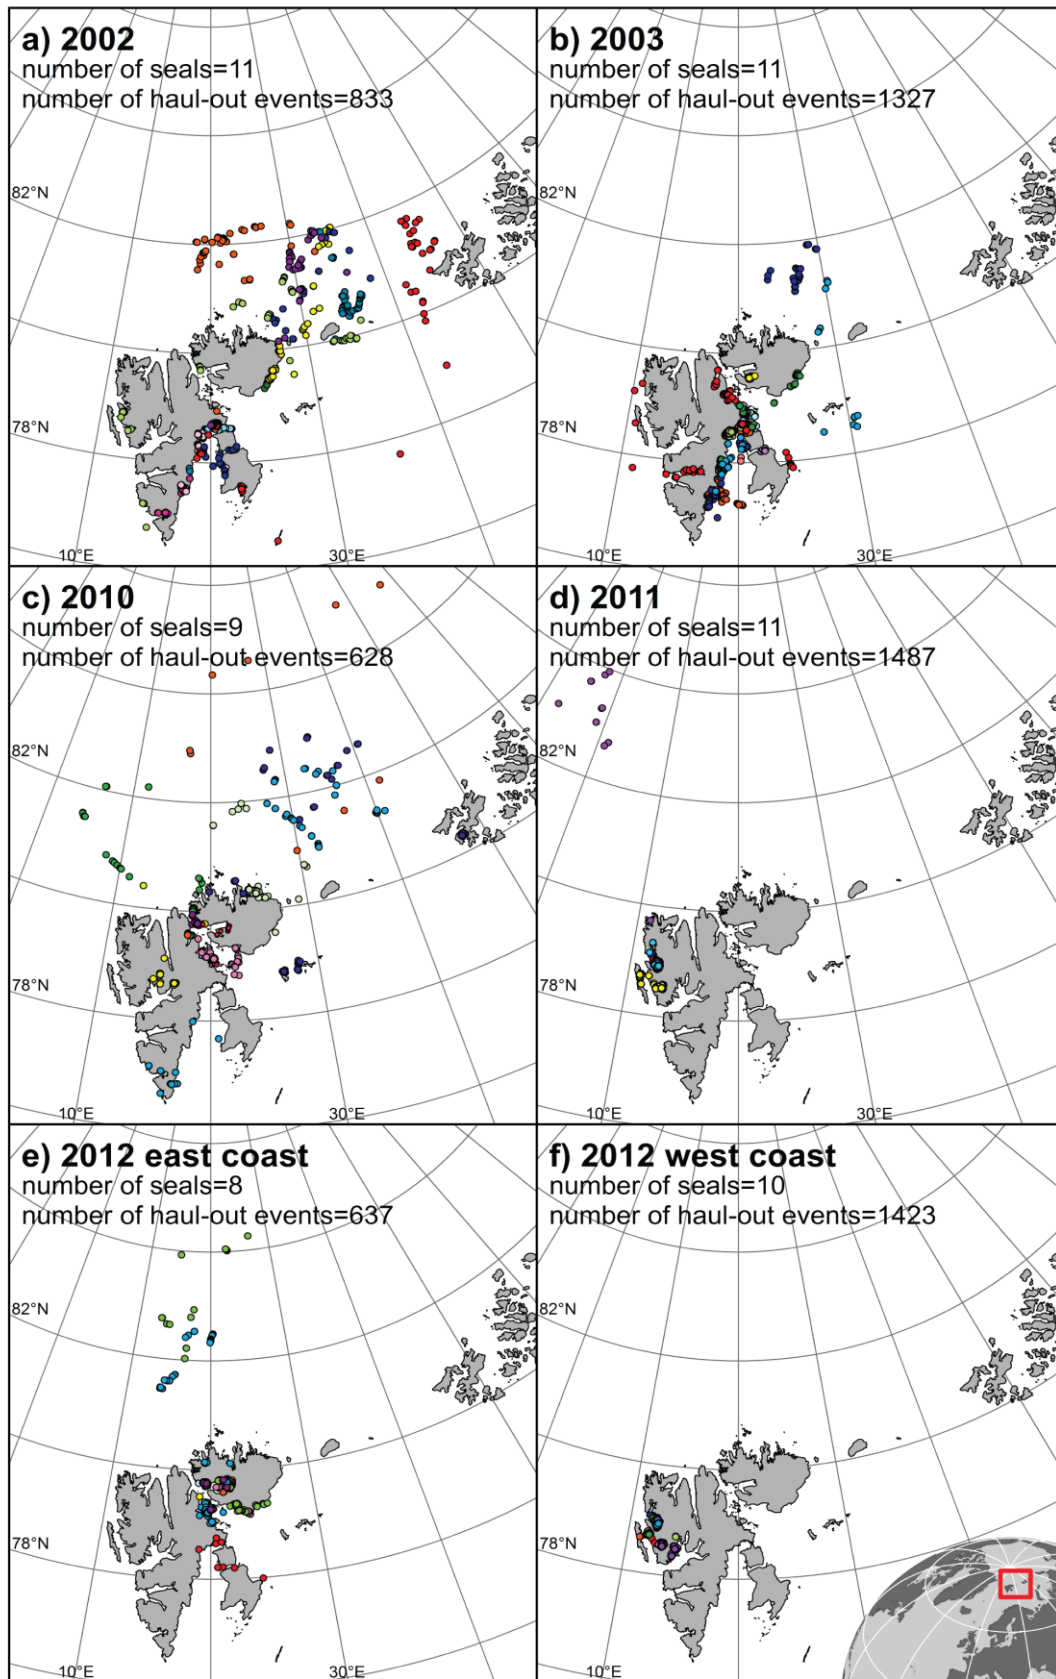 a) 2002
number of seals=11
number of haul-out events=833
82°N
78°N
10°E
30°E
b) 2003
number of seals=11
number of haul-out events=1327
82°N
78°N
10°E
30°E
c) 2010
number of seals=9
number of haul-out events=628
82°N
78°N
10°E
30°E
d) 2011
number of seals=11
number of haul-out events=1487
82°N
78°N
10°E
30°E
e) 2012 east coast
number of seals=8
number of haul-out events=637
82°N
78°N
10°E
30°E
f) 2012 west coast
number of seals=10
number of haul-out events=1423
82°N
78°N
10°E